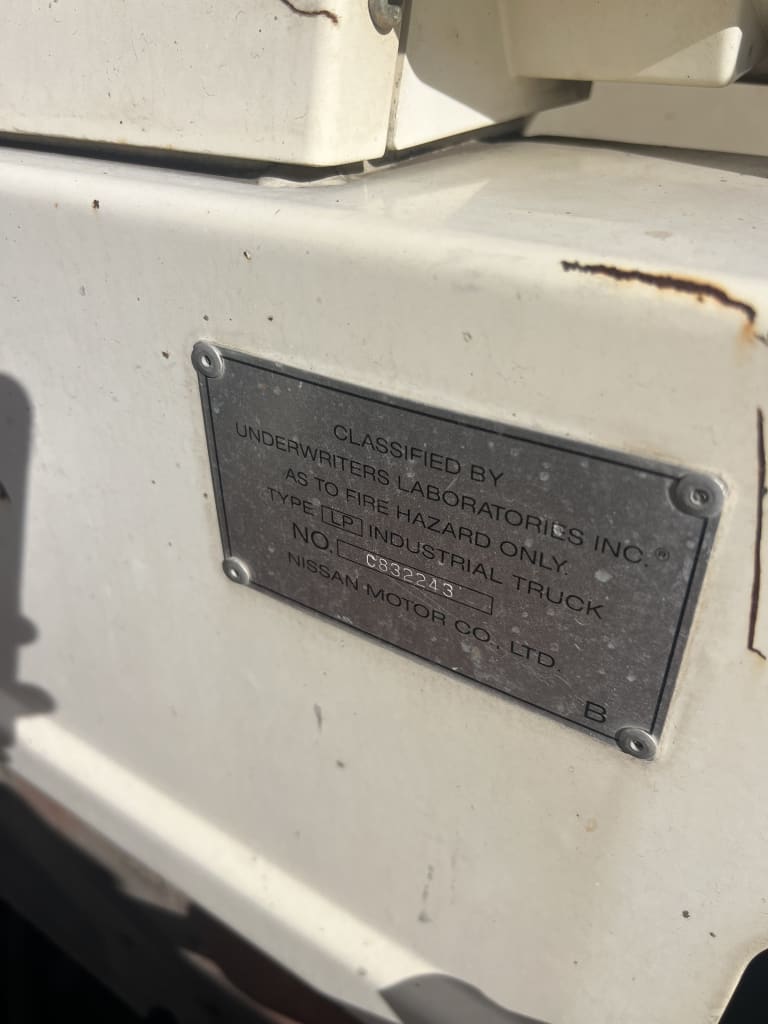 CLASSIFIED BY
UNDERWRITERS LABORATORIES INC.®
AS TO FIRE HAZARD ONLY.
TYPE LP INDUSTRIAL TRUCK
NO. C832243
NISSAN MOTOR CO., LTD.
B